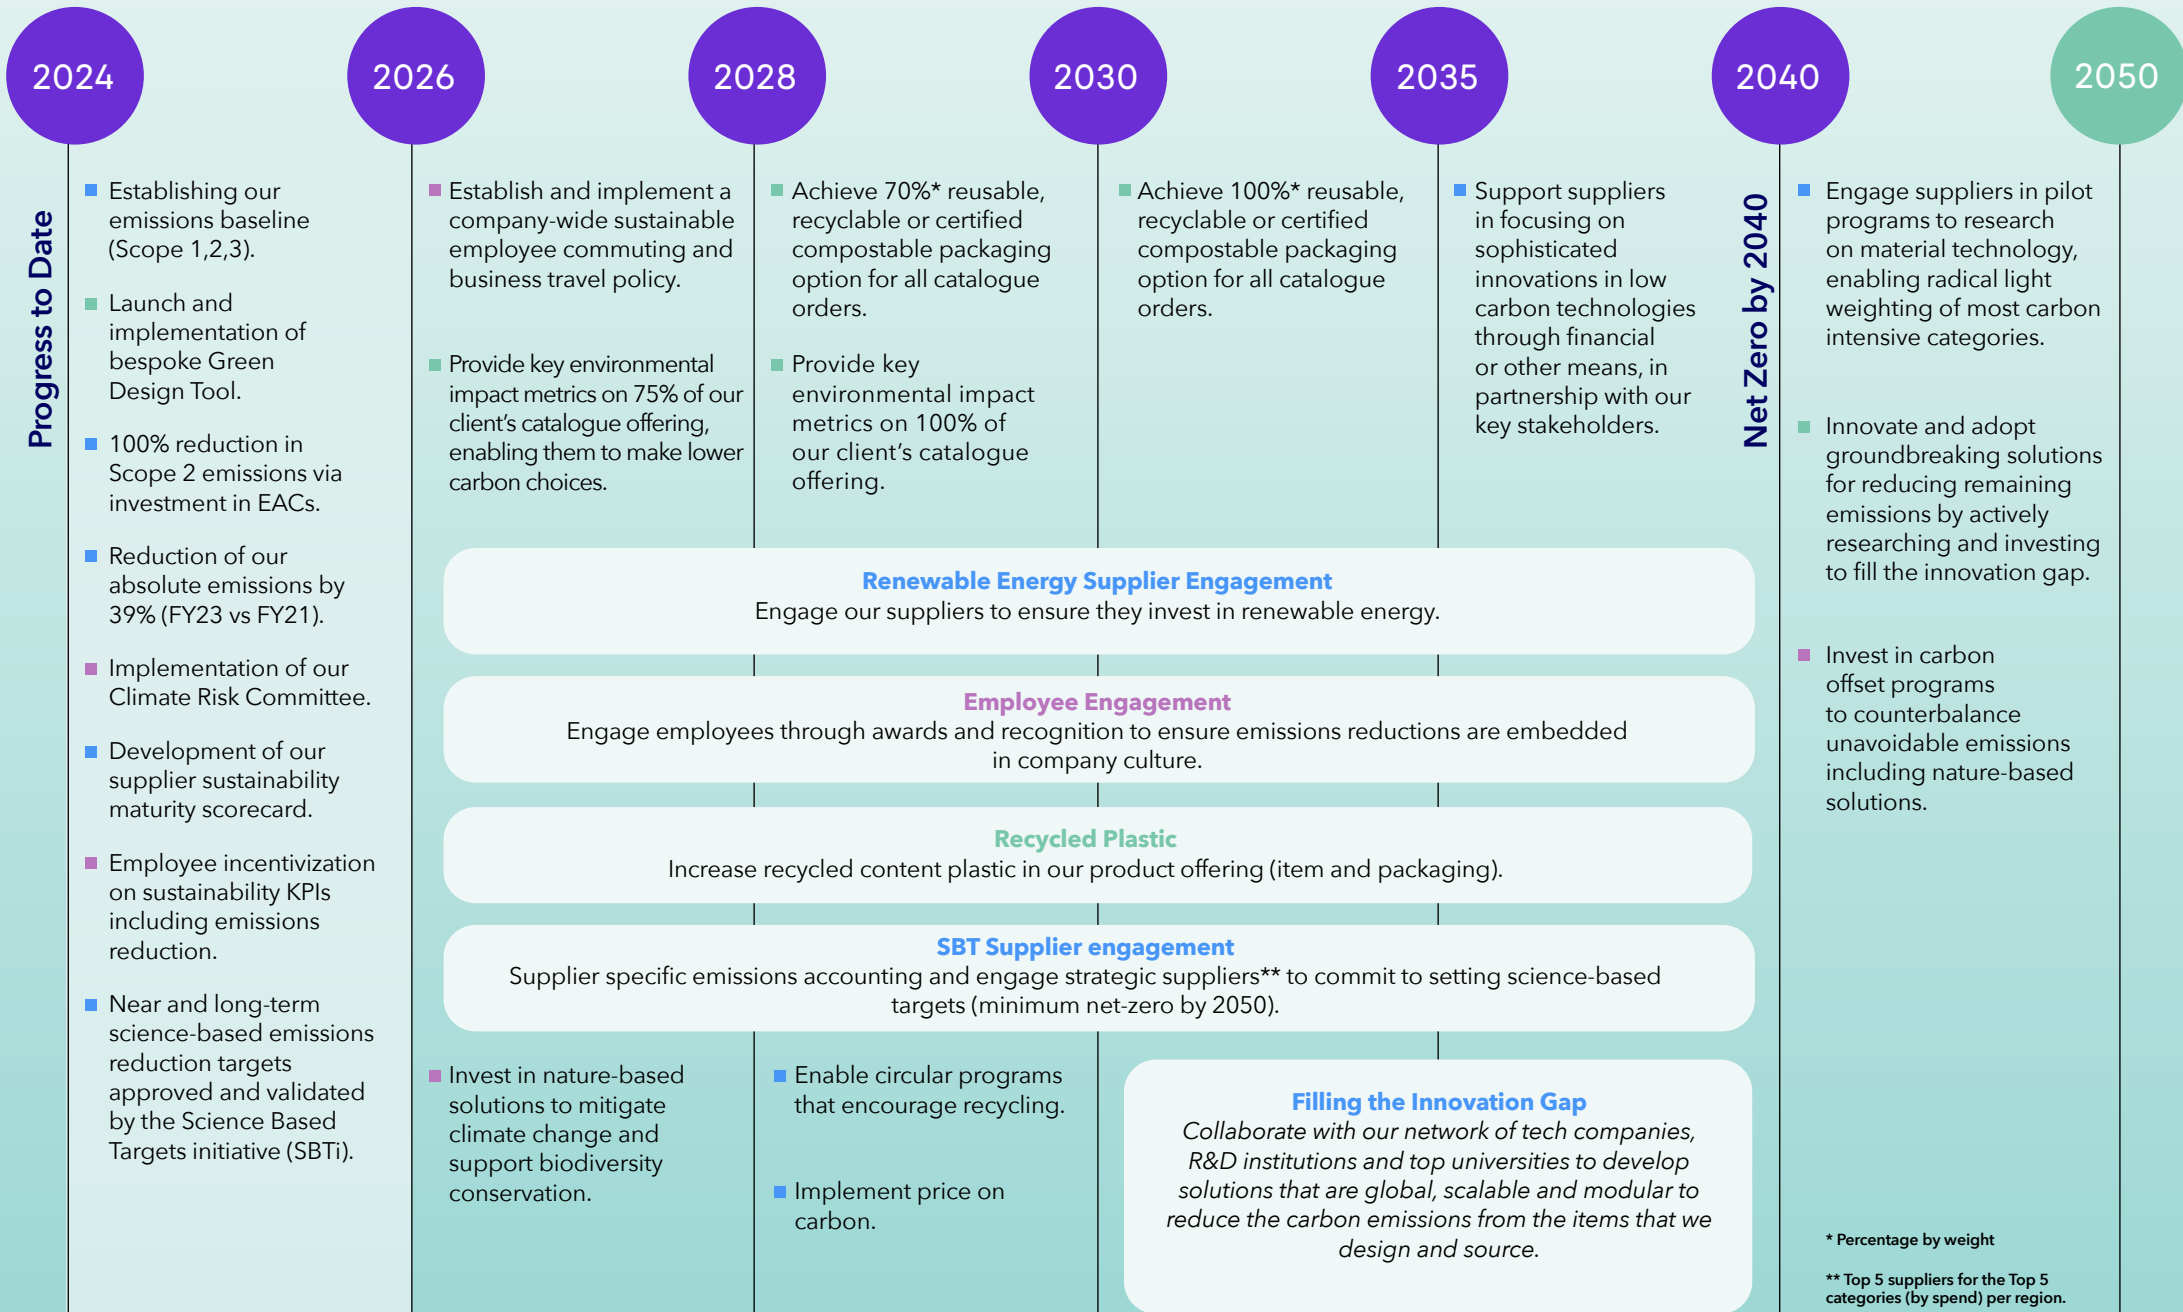 2024
2026
2028
2030
2035
2040
2050
Progress to Date
Establishing our
emissions baseline
(Scope 1,2,3).
Launch and
implementation of
bespoke Green
Design Tool.
100% reduction in
Scope 2 emissions via
investment in EACs.
Reduction of our
absolute emissions by
39% (FY23 vs FY21).
Implementation of our
Climate Risk Committee.
Development of our
supplier sustainability
maturity scorecard.
Employee incentivization
on sustainability KPIs
including emissions
reduction.
Near and long-term
science-based emissions
reduction targets
approved and validated
by the Science Based
Targets initiative (SBTi).
Establish and implement a
company-wide sustainable
employee commuting and
business travel policy.
Provide key environmental
impact metrics on 75% of our
client's catalogue offering,
enabling them to make lower
carbon choices.
Achieve 70%* reusable,
recyclable or certified
compostable packaging
option for all catalogue
orders.
Provide key
environmental impact
metrics on 100% of
our client's catalogue
offering.
Achieve 100%* reusable,
recyclable or certified
compostable packaging
option for all catalogue
orders.
Support suppliers
in focusing on
sophisticated
innovations in low
carbon technologies
through financial
or other means, in
partnership with our
key stakeholders.
Renewable Energy Supplier Engagement
Engage our suppliers to ensure they invest in renewable energy.
Employee Engagement
Engage employees through awards and recognition to ensure emissions reductions are embedded
in company culture.
Recycled Plastic
Increase recycled content plastic in our product offering (item and packaging).
SBT Supplier engagement
Supplier specific emissions accounting and engage strategic suppliers** to commit to setting science-based
targets (minimum net-zero by 2050).
Invest in nature-based
solutions to mitigate
climate change and
support biodiversity
conservation.
Enable circular programs
that encourage recycling.
Implement price on
carbon.
Filling the Innovation Gap
Collaborate with our network of tech companies,
R&D institutions and top universities to develop
solutions that are global, scalable and modular to
reduce the carbon emissions from the items that we
design and source.
Net Zero by 2040
Engage suppliers in pilot
programs to research
on material technology,
enabling radical light
weighting of most carbon
intensive categories.
Innovate and adopt
groundbreaking solutions
for reducing remaining
emissions by actively
researching and investing
to fill the innovation gap.
Invest in carbon
offset programs
to counterbalance
unavoidable emissions
including nature-based
solutions.
* Percentage by weight
** Top 5 suppliers for the Top 5
categories (by spend) per region.